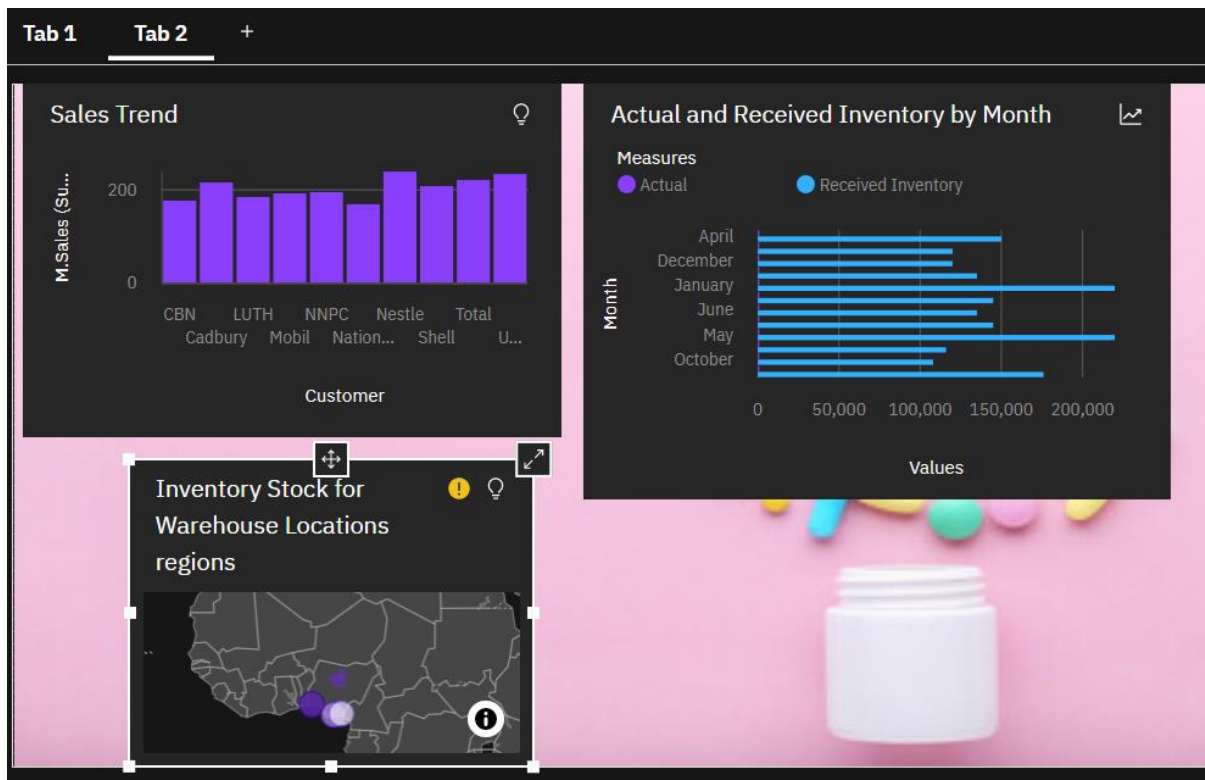 Tab 1 Tab 2 +
Sales Trend
M.Sales (Su...
200
0
CBN LUTH NNPC Nestle Total
Cadbury Mobil Nation... Shell U...
Customer
Actual and Received Inventory by Month
Measures
Actual Received Inventory
Month
April
December
January
June
May
October
0 50,000 100,000 150,000 200,000
Values
Inventory Stock for
Warehouse Locations
regions